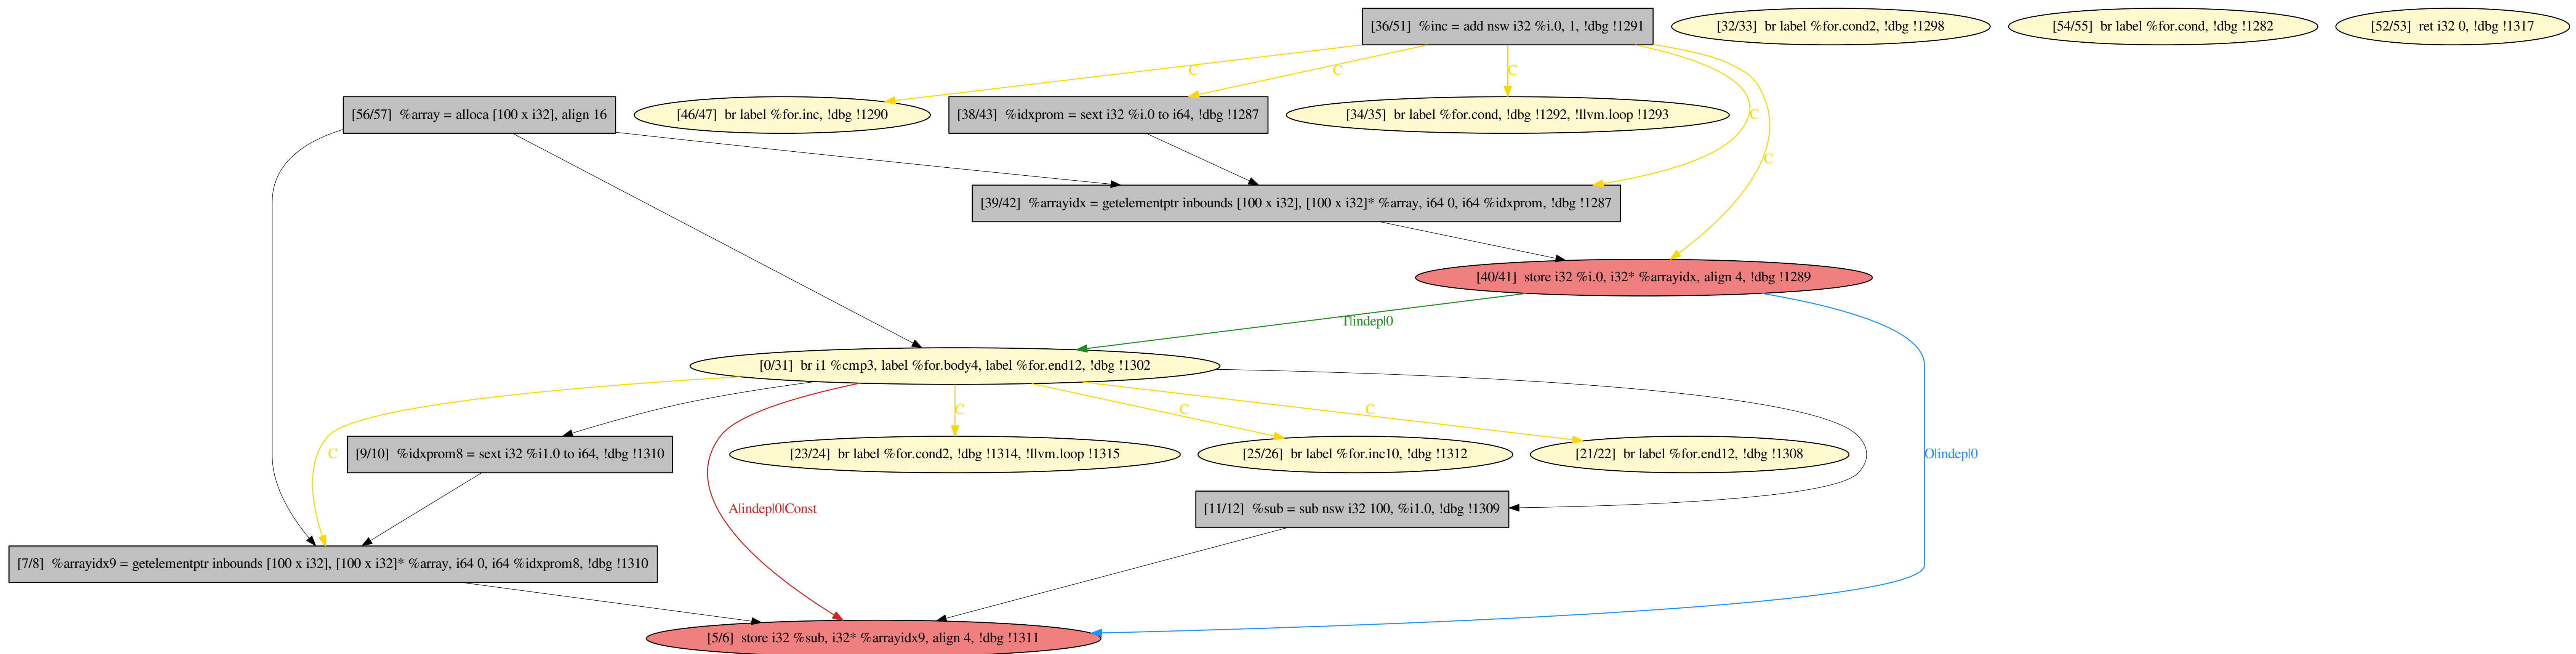 [36/51]  %inc = add nsw i32 %i.0, 1, !dbg !1291
[32/33]  br label %for.cond2, !dbg !1298
[54/55]  br label %for.cond, !dbg !1282
[52/53]  ret i32 0, !dbg !1317
C
C
C
[56/57]  %array = alloca [100 x i32], align 16
[46/47]  br label %for.inc, !dbg !1290
[38/43]  %idxprom = sext i32 %i.0 to i64, !dbg !1287
[34/35]  br label %for.cond, !dbg !1292, !llvm.loop !1293
C
C
[39/42]  %arrayidx = getelementptr inbounds [100 x i32], [100 x i32]* %array, i64 0, i64 %idxprom, !dbg !1287
[40/41]  store i32 %i.0, i32* %arrayidx, align 4, !dbg !1289
T|indep|0
[0/31]  br i1 %cmp3, label %for.body4, label %for.end12, !dbg !1302
C
C
C
C
[9/10]  %idxprom8 = sext i32 %i1.0 to i64, !dbg !1310
[23/24]  br label %for.cond2, !dbg !1314, !llvm.loop !1315
[25/26]  br label %for.inc10, !dbg !1312
[21/22]  br label %for.end12, !dbg !1308
O|indep|0
A|indep|0|Const
[11/12]  %sub = sub nsw i32 100, %i1.0, !dbg !1309
[7/8]  %arrayidx9 = getelementptr inbounds [100 x i32], [100 x i32]* %array, i64 0, i64 %idxprom8, !dbg !1310
[5/6]  store i32 %sub, i32* %arrayidx9, align 4, !dbg !1311